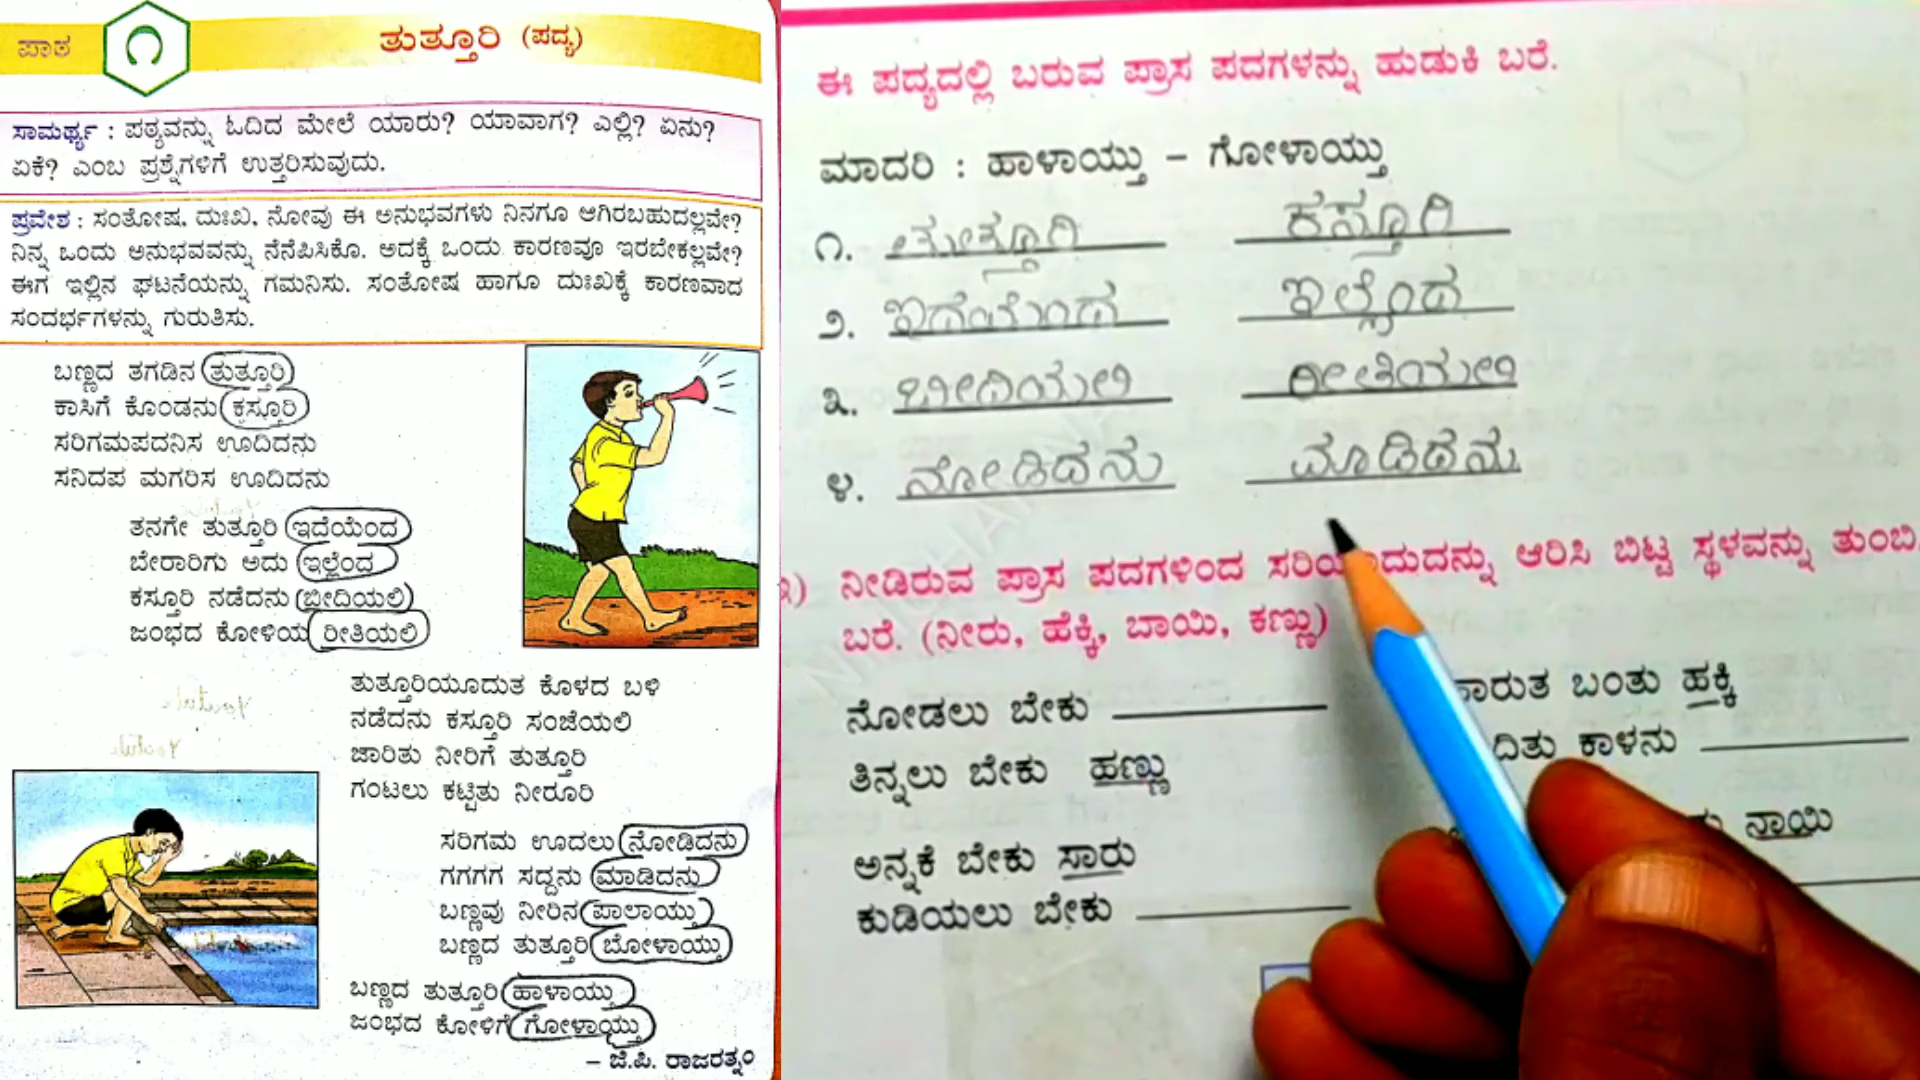 ಪಾಠ
೧
ತುತ್ತೂರಿ (ಪದ್ಯ)
ಸಾಮರ್ಥ್ಯ : ಪಠ್ಯವನ್ನು ಓದಿದ ಮೇಲೆ ಯಾರು? ಯಾವಾಗ? ಎಲ್ಲಿ? ಏನು?
ಏಕೆ? ಎಂಬ ಪ್ರಶ್ನೆಗಳಿಗೆ ಉತ್ತರಿಸುವುದು.
ಪ್ರವೇಶ : ಸಂತೋಷ, ದುಃಖ, ನೋವು ಈ ಅನುಭವಗಳು ನಿನಗೂ ಆಗಿರಬಹುದಲ್ಲವೇ?
ನಿನ್ನ ಒಂದು ಅನುಭವವನ್ನು ನೆನೆಪಿಸಿಕೊ. ಅದಕ್ಕೆ ಒಂದು ಕಾರಣವೂ ಇರಬೇಕಲ್ಲವೇ?
ಈಗ ಇಲ್ಲಿನ ಘಟನೆಯನ್ನು ಗಮನಿಸು. ಸಂತೋಷ ಹಾಗೂ ದುಃಖಕ್ಕೆ ಕಾರಣವಾದ
ಸಂದರ್ಭಗಳನ್ನು ಗುರುತಿಸು.
ಬಣ್ಣದ ತಗಡಿನ ತುತ್ತೂರಿ
ಕಾಸಿಗೆ ಕೊಂಡನು ಕಸ್ತೂರಿ
ಸರಿಗಮಪದನಿಸ ಊದಿದನು
ಸನಿದಪ ಮಗರಿಸ ಊದಿದನು
ತನಗೇ ತುತ್ತೂರಿ ಇದೆಯೆಂದ
ಬೇರಾರಿಗು ಅದು ಇಲ್ಲೆಂದ
ಕಸ್ತೂರಿ ನಡೆದನು ಬೀದಿಯಲಿ
ಜಂಭದ ಕೋಳಿಯ ರೀತಿಯಲಿ
ತುತ್ತೂರಿಯೂದುತ ಕೊಳದ ಬಳಿ
ನಡೆದನು ಕಸ್ತೂರಿ ಸಂಜೆಯಲಿ
ಜಾರಿತು ನೀರಿಗೆ ತುತ್ತೂರಿ
ಗಂಟಲು ಕಟ್ಟಿತು ನೀರೂರಿ
ಸರಿಗಮ ಊದಲು ನೋಡಿದನು
ಗಗಗಗ ಸದ್ದನು ಮಾಡಿದನು
ಬಣ್ಣವು ನೀರಿನ ಪಾಲಾಯ್ತು
ಬಣ್ಣದ ತುತ್ತೂರಿ ಬೋಳಾಯ್ತು
ಬಣ್ಣದ ತುತ್ತೂರಿ ಹಾಳಾಯ್ತು
ಜಂಭದ ಕೋಳಿಗೆ ಗೋಳಾಯ್ತು
– ಜಿ.ಪಿ. ರಾಜರತ್ನಂ
ಈ ಪದ್ಯದಲ್ಲಿ ಬರುವ ಪ್ರಾಸ ಪದಗಳನ್ನು ಹುಡುಕಿ ಬರೆ.
ಮಾದರಿ : ಹಾಳಾಯ್ತು – ಗೋಳಾಯ್ತು
೧. ತುತ್ತೂರಿ ಕಸ್ತೂರಿ
೨. ಇದೆಯೆಂದ ಇಲ್ಲೆಂದ
೩. ಬೀದಿಯಲಿ ರೀತಿಯಲಿ
೪. ನೋಡಿದನು ಮಾಡಿದನು
ನೀಡಿರುವ ಪ್ರಾಸ ಪದಗಳಿಂದ ಆರಿಸಿ ಬಿಟ್ಟ ಸ್ಥಳವನ್ನು ತುಂಬಿ
ಬರೆ. (ನೀರು, ಹೆಕ್ಕಿ, ಬಾಯಿ, ಕಣ್ಣು)
ನೋಡಲು ಬೇಕು
ತಿನ್ನಲು ಬೇಕು ಹಣ್ಣು
ಅನ್ನಕೆ ಬೇಕು ಸಾರು
ಕುಡಿಯಲು ಬೇಕು
ಬಂತು ಹಕ್ಕಿ
ಕಾಳನು
ನಾಯಿ